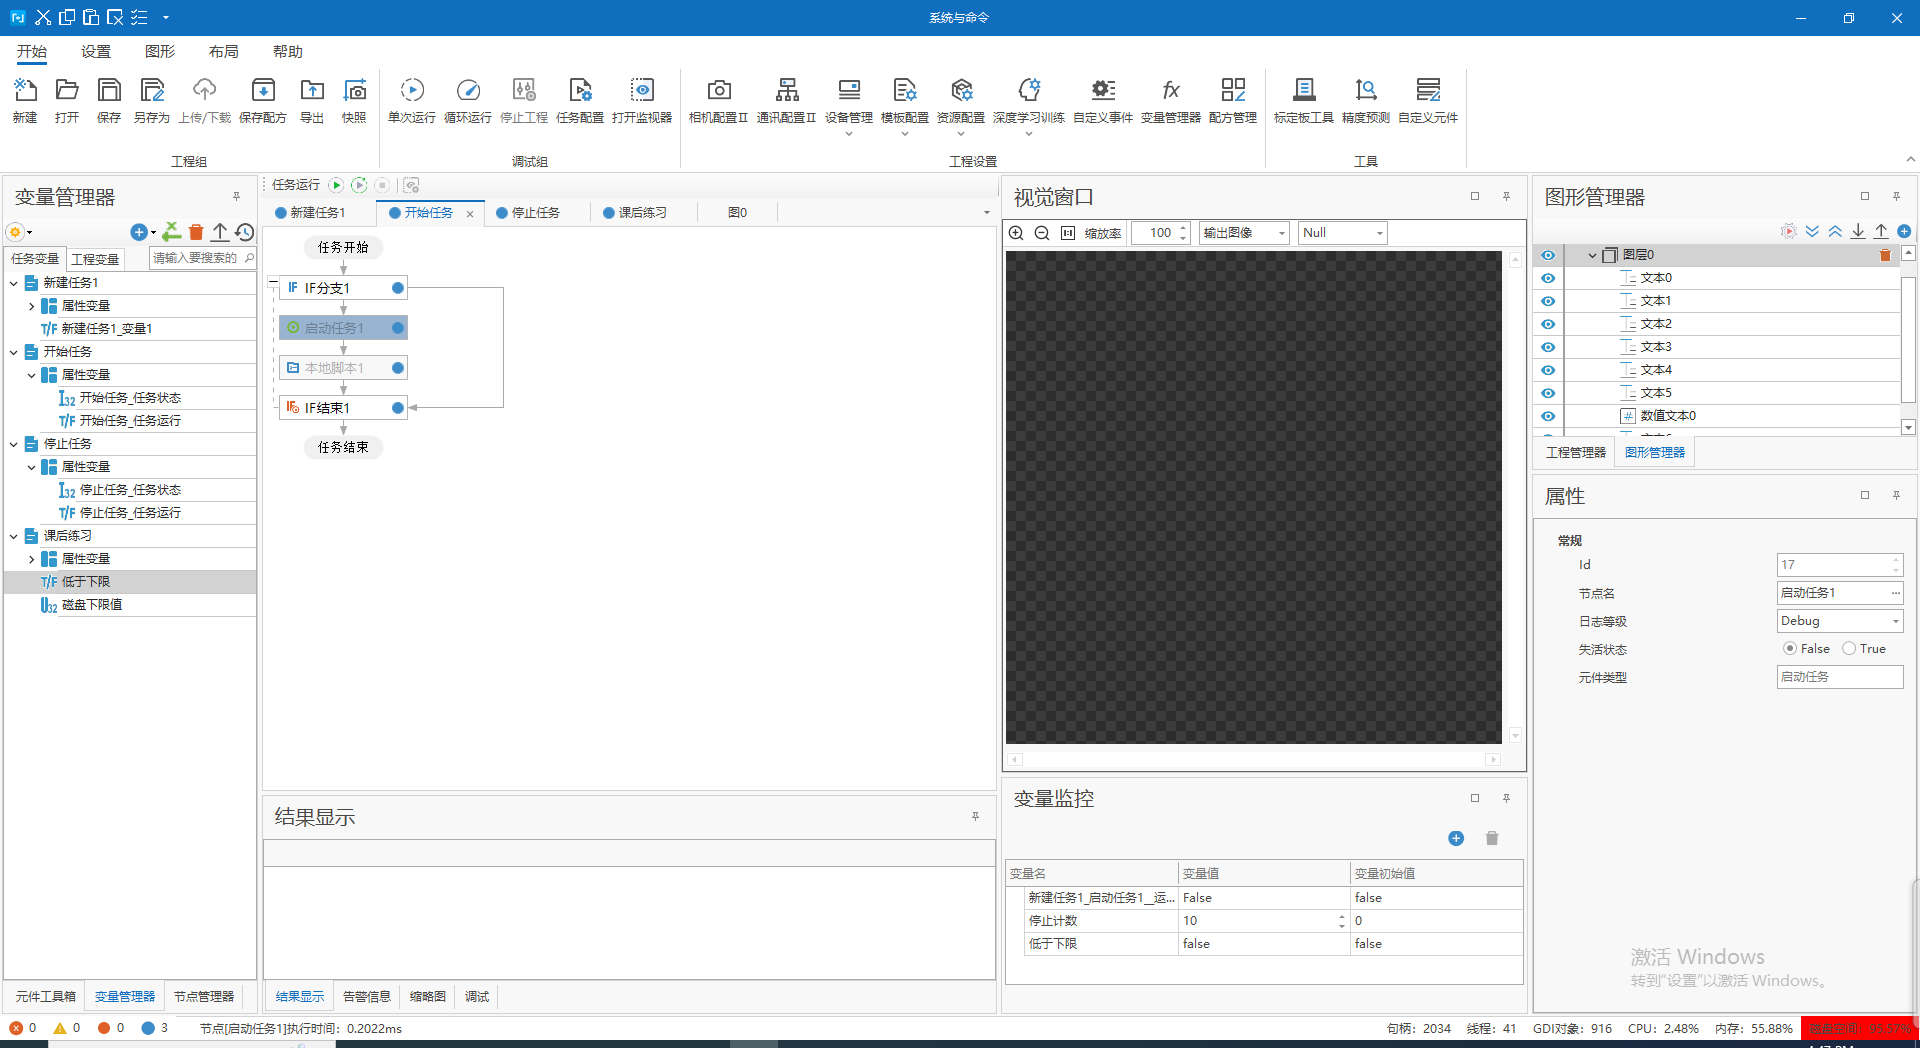 系统与命令
开始 设置 图形 布局 帮助
新建 打开 保存 另存为 上传/下载 保存配方 导出 快照 单次运行 循环运行 停止工程 任务配置 打开监视器 相机配置II 通讯配置II 设备管理 模板配置 资源配置 深度学习训练 自定义事件 变量管理器 配方管理 标定板工具 精度预测 自定义元件
工程组 调试组 工程设置 工具
变量管理器
任务变量 工程变量 请输入要搜索的
新建任务1
属性变量
T/F 新建任务1_变量1
开始任务
属性变量
I32 开始任务_任务状态
T/F 开始任务_任务运行
停止任务
属性变量
I32 停止任务_任务状态
T/F 停止任务_任务运行
课后练习
属性变量
T/F 低于下限
U32 磁盘下限值
元件工具箱 变量管理器 节点管理器
任务运行
新建任务1 开始任务 停止任务 课后练习 图0
任务开始
IF IF分支1
启动任务1
本地脚本1
IF结束1
任务结束
结果显示
结果显示 告警信息 缩略图 调试
视觉窗口
缩放率 100 输出图像 Null
变量监控
变量名 变量值 变量初始值
新建任务1_启动任务1__运... False false
停止计数 10 0
低于下限 false false
图形管理器
图层0
文本0
文本1
文本2
文本3
文本4
文本5
# 数值文本0
工程管理器 图形管理器
属性
常规
Id 17
节点名 启动任务1 ...
日志等级 Debug
失活状态 False True
元件类型 启动任务
激活 Windows
转到"设置"以激活 Windows。
0 0 0 3 节点[启动任务1]执行时间：0.2022ms
句柄：2034 线程：41 GDI对象：916 CPU：2.48% 内存：55.88%